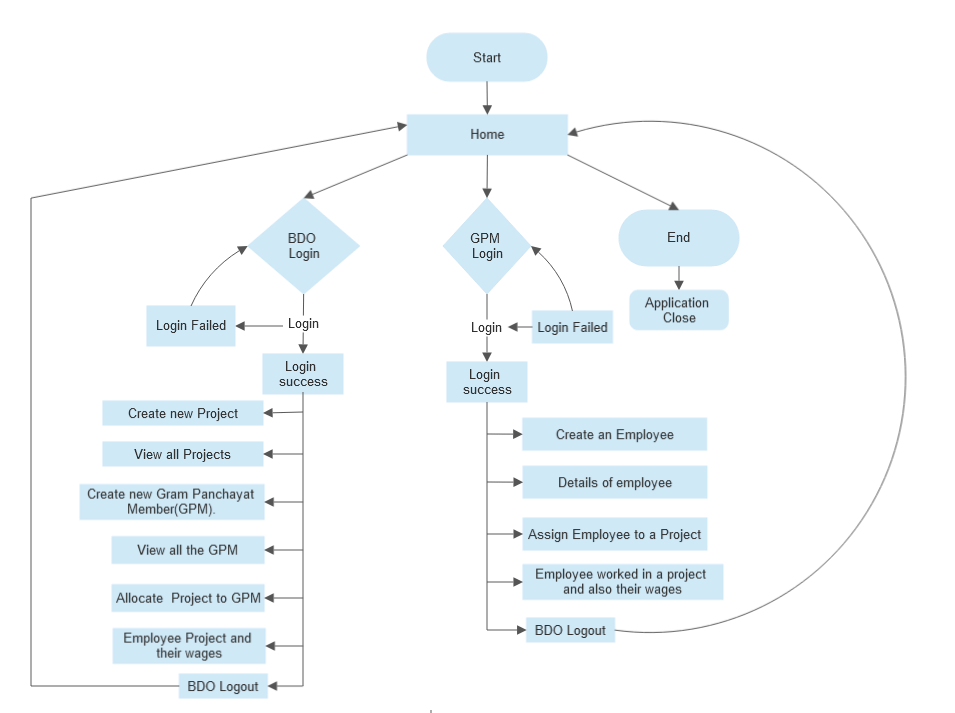 Start
Home
BDO
Login
GPM
Login
End
Application
Close
Login Failed
Login
Login
Login Failed
Login
success
Login
success
Create new Project
View all Projects
Create new Gram Panchayat
Member(GPM).
View all the GPM
Allocate Project to GPM
Employee Project and
their wages
BDO Logout
Create an Employee
Details of employee
Assign Employee to a Project
Employee worked in a project
and also their wages
BDO Logout